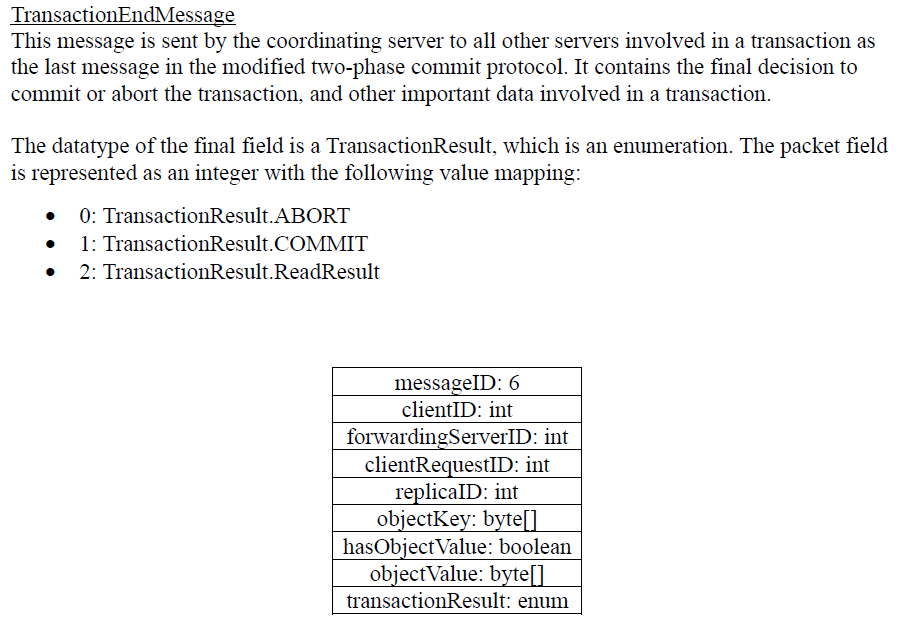 TransactionEndMessage
This message is sent by the coordinating server to all other servers involved in a transaction as
the last message in the modified two-phase commit protocol. It contains the final decision to
commit or abort the transaction, and other important data involved in a transaction.
The datatype of the final field is a TransactionResult, which is an enumeration. The packet field
is represented as an integer with the following value mapping:
• 0: TransactionResult.ABORT
• 1: TransactionResult.COMMIT
• 2: TransactionResult.ReadResult
messageID: 6
clientID: int
forwardingServerID: int
clientRequestID: int
replicaID: int
objectKey: byte[]
hasObjectValue: boolean
objectValue: byte[]
transactionResult: enum